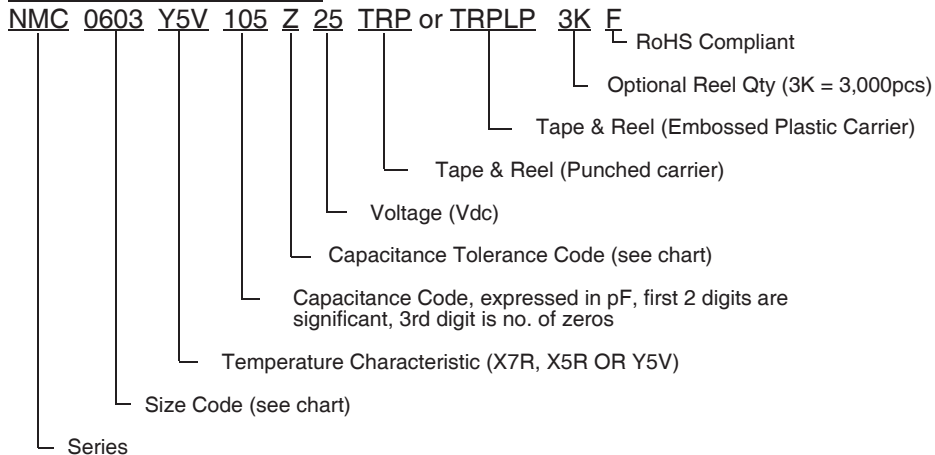 NMC 0603 Y5V 105 Z 25 TRP or TRPLP 3K F
RoHS Compliant
Optional Reel Qty (3K = 3,000pcs)
Tape & Reel (Embossed Plastic Carrier)
Tape & Reel (Punched carrier)
Voltage (Vdc)
Capacitance Tolerance Code (see chart)
Capacitance Code, expressed in pF, first 2 digits are
significant, 3rd digit is no. of zeros
Temperature Characteristic (X7R, X5R OR Y5V)
Size Code (see chart)
Series